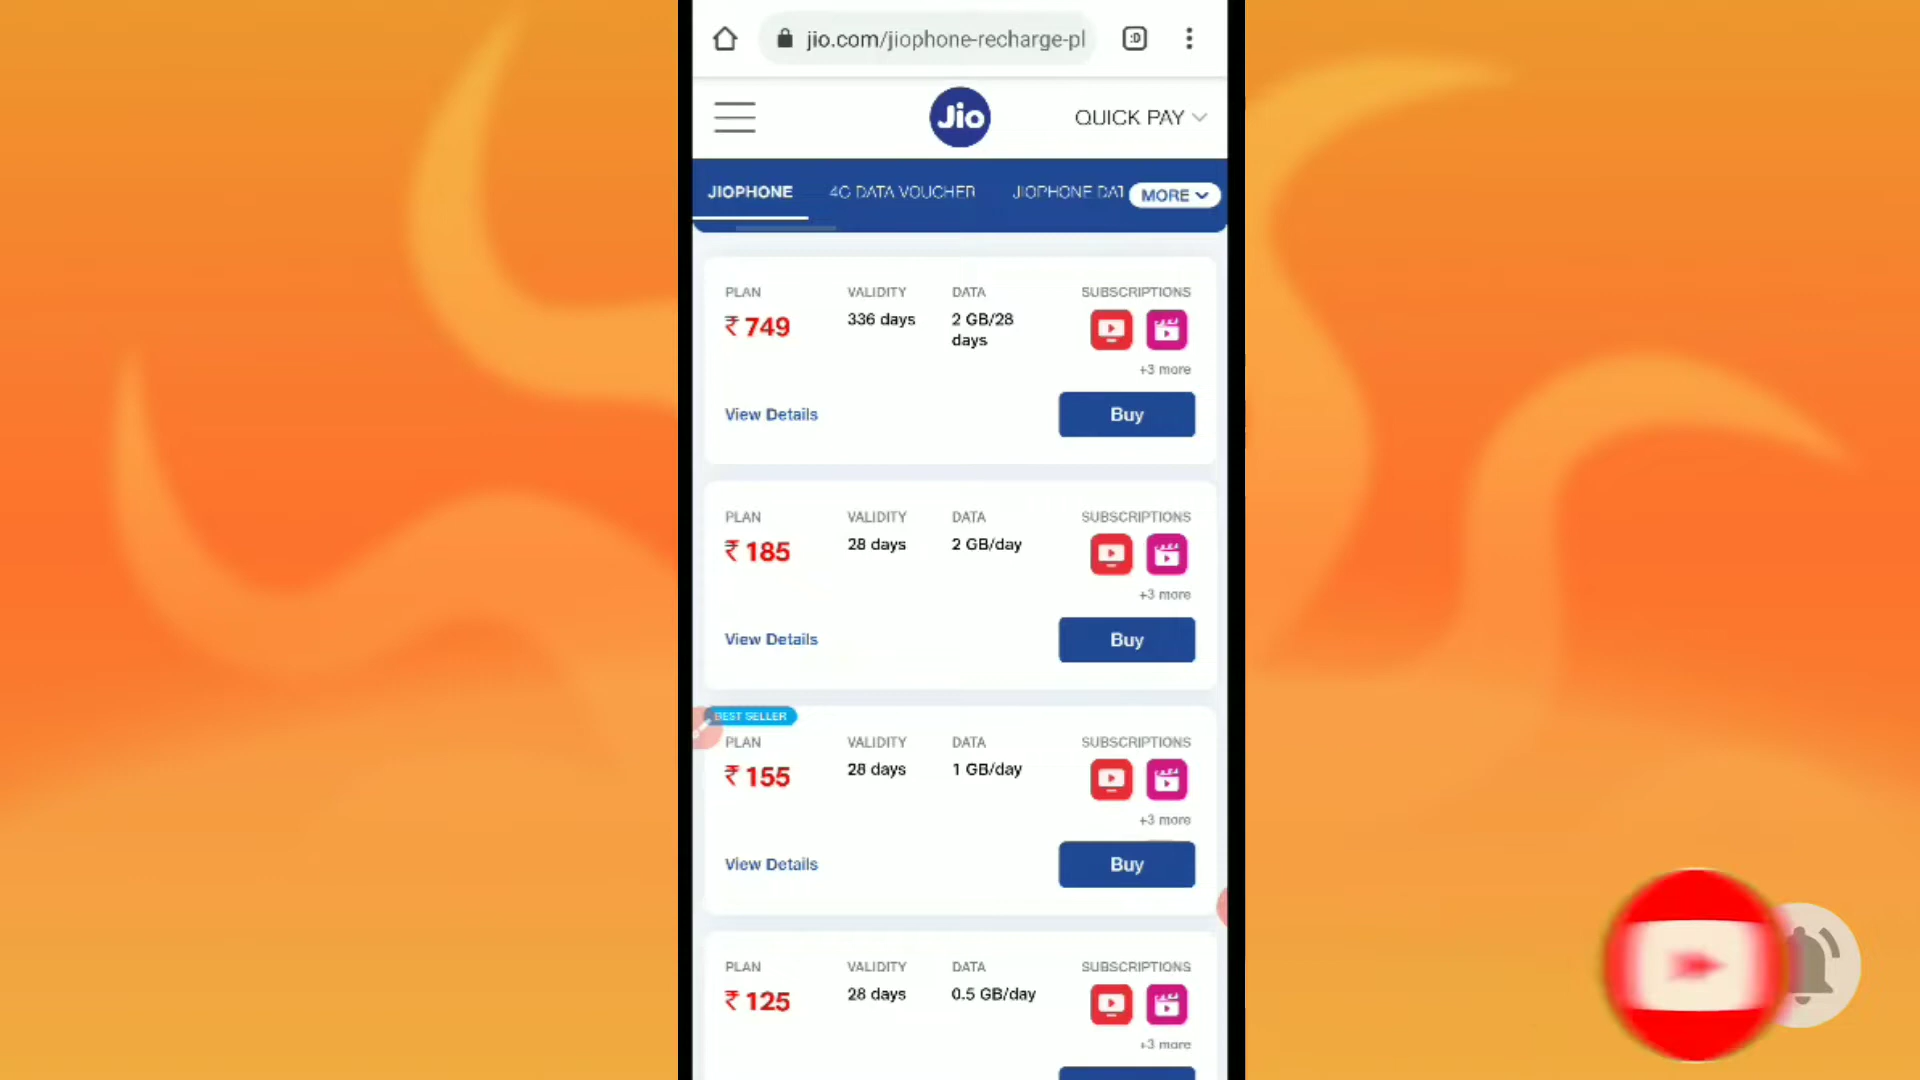 jio.com/jiophone-recharge-pl
:D
Jio
QUICK PAY
JIOPHONE
4G DATA VOUCHER
JIOPHONE DAT
MORE
PLAN
VALIDITY
DATA
SUBSCRIPTIONS
₹ 749
336 days
2 GB/28
days
+3 more
View Details
Buy
PLAN
VALIDITY
DATA
SUBSCRIPTIONS
₹ 185
28 days
2 GB/day
+3 more
View Details
Buy
BEST SELLER
PLAN
VALIDITY
DATA
SUBSCRIPTIONS
₹ 155
28 days
1 GB/day
+3 more
View Details
Buy
PLAN
VALIDITY
DATA
SUBSCRIPTIONS
₹ 125
28 days
0.5 GB/day
+3 more